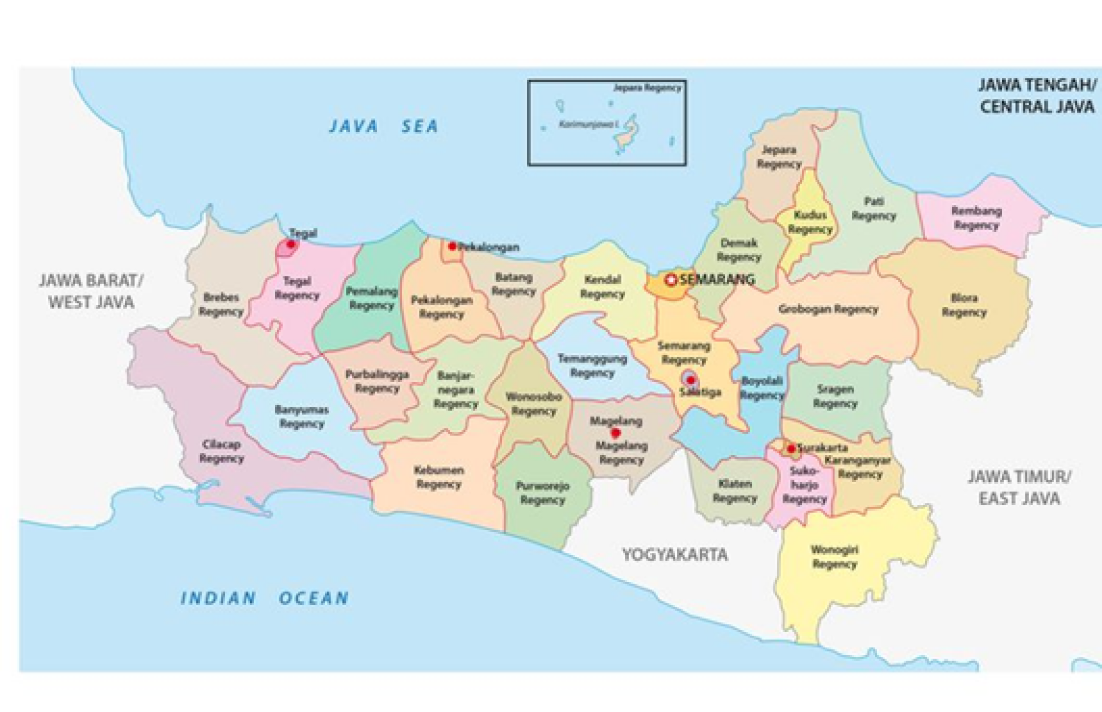 Jepara Regency
Karimunjawa I.
JAWA TENGAH/
CENTRAL JAVA
JAVA SEA
Jepara
Regency
Pati
Regency
Kudus
Regency
Rembang
Regency
Tegal
Pekalongan
Demak
Regency
JAWA BARAT/
WEST JAVA
Brebes
Regency
Tegal
Regency
Pemalang
Regency
Pekalongan
Regency
Batang
Regency
Kendal
Regency
SEMARANG
Grobogan Regency
Blora
Regency
Semarang
Regency
Temanggung
Regency
Purbalingga
Regency
Banjar-
negara
Regency
Wonosobo
Regency
Salatiga
Boyolali
Regency
Sragen
Regency
Banyumas
Regency
Magelang
Magelang
Regency
Cilacap
Regency
Surakarta
Karanganyar
Regency
Kebumen
Regency
Purworejo
Regency
Klaten
Regency
Suko-
harjo
Regency
JAWA TIMUR/
EAST JAVA
YOGYAKARTA
Wonogiri
Regency
INDIAN OCEAN